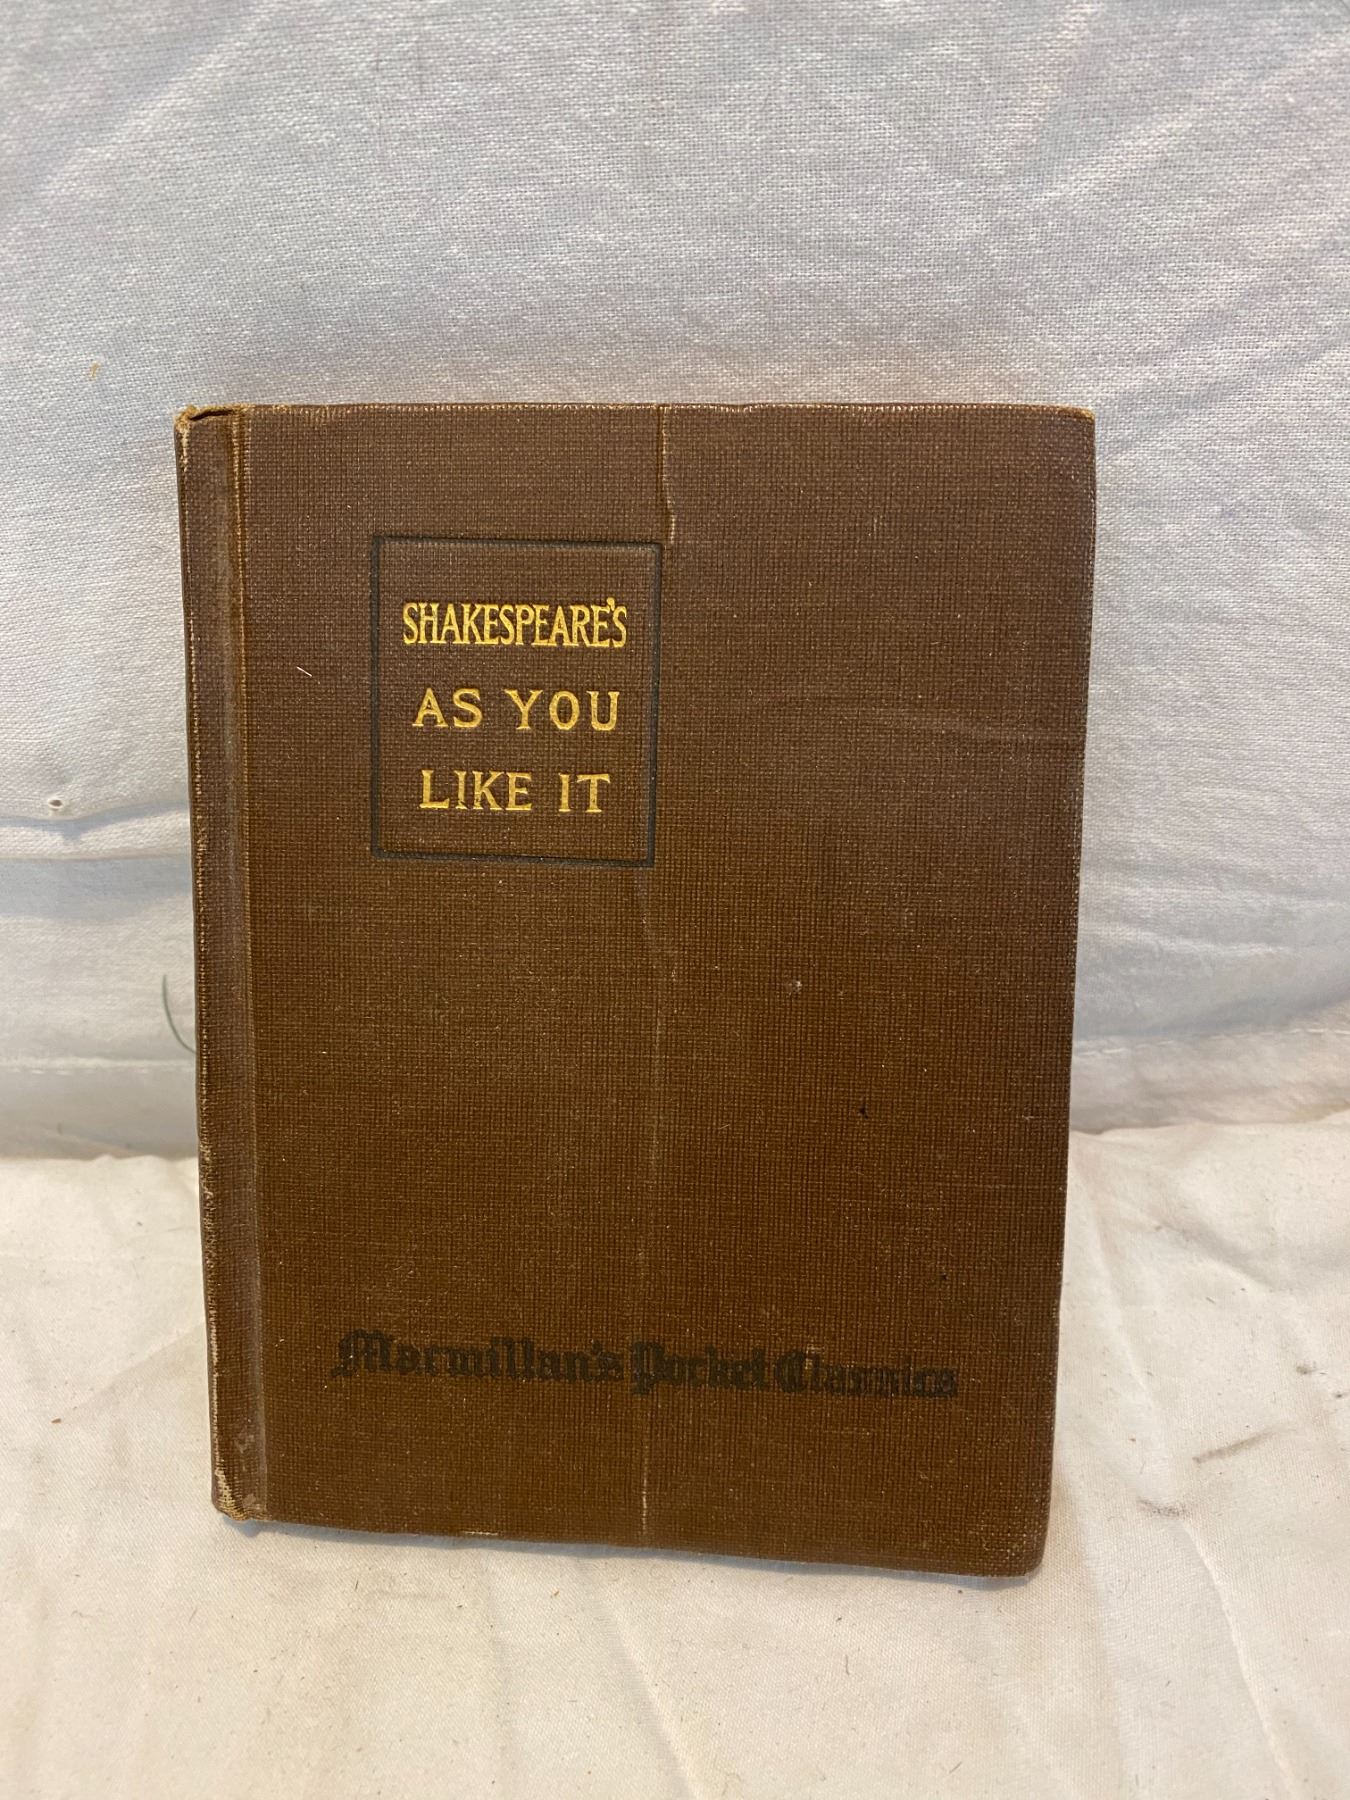 SHAKESPEARE'S
AS YOU
LIKE IT
Macmillan's Pocket Classics